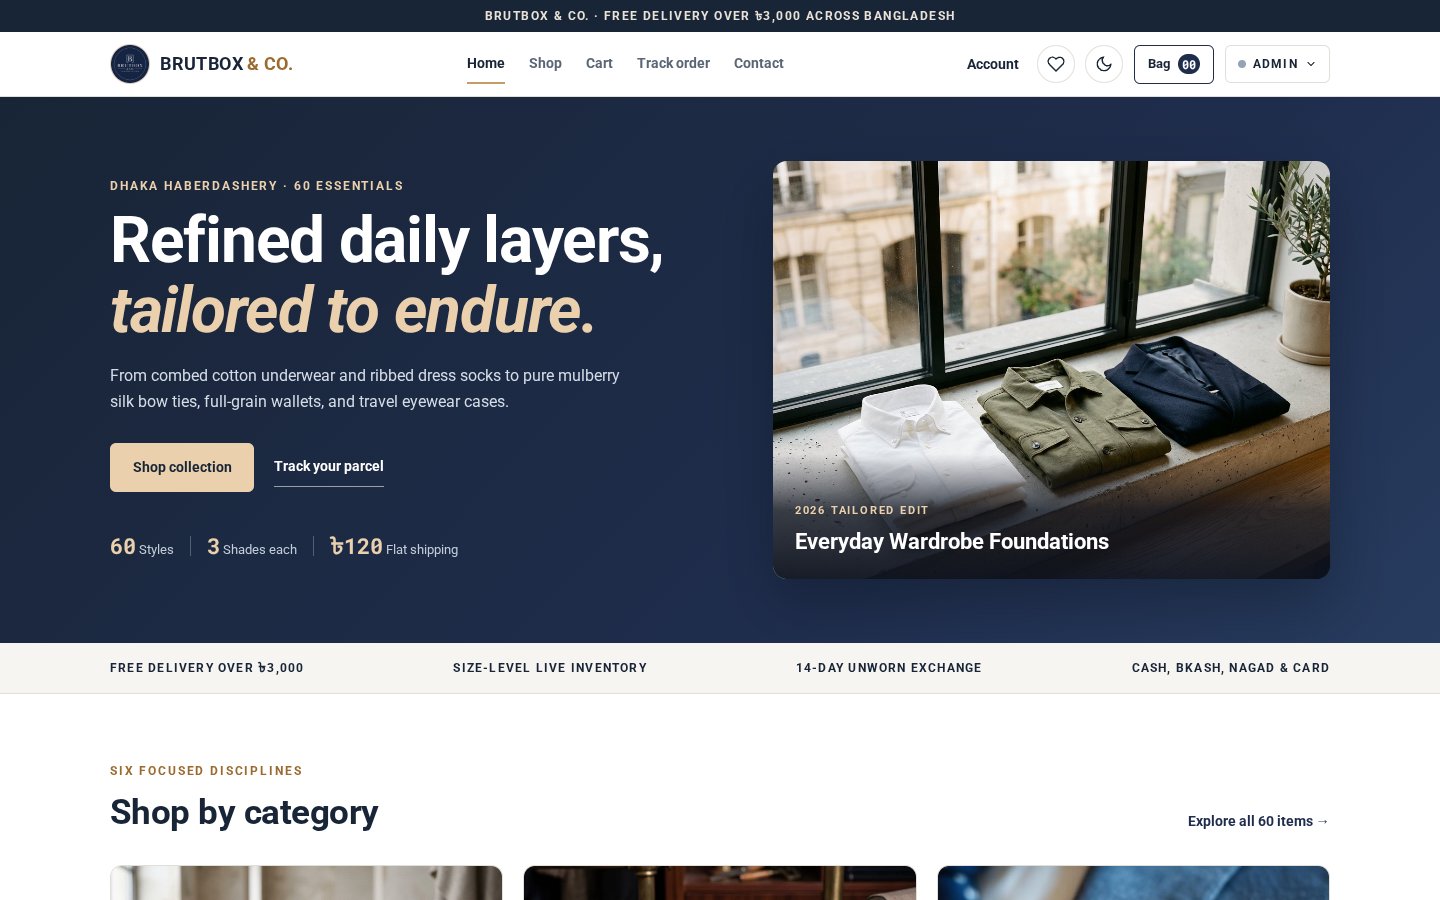 BRUTBOX & CO. · FREE DELIVERY OVER ৳3,000 ACROSS BANGLADESH
BRUTBOX & CO.
Home
Shop
Cart
Track order
Contact
Account
Bag 00
ADMIN
DHAKA HABERDASHERY · 60 ESSENTIALS
Refined daily layers,
tailored to endure.
From combed cotton underwear and ribbed dress socks to pure mulberry
silk bow ties, full-grain wallets, and travel eyewear cases.
Shop collection
Track your parcel
60 Styles
3 Shades each
৳120 Flat shipping
2026 TAILORED EDIT
Everyday Wardrobe Foundations
FREE DELIVERY OVER ৳3,000
SIZE-LEVEL LIVE INVENTORY
14-DAY UNWORN EXCHANGE
CASH, BKASH, NAGAD & CARD
SIX FOCUSED DISCIPLINES
Shop by category
Explore all 60 items →